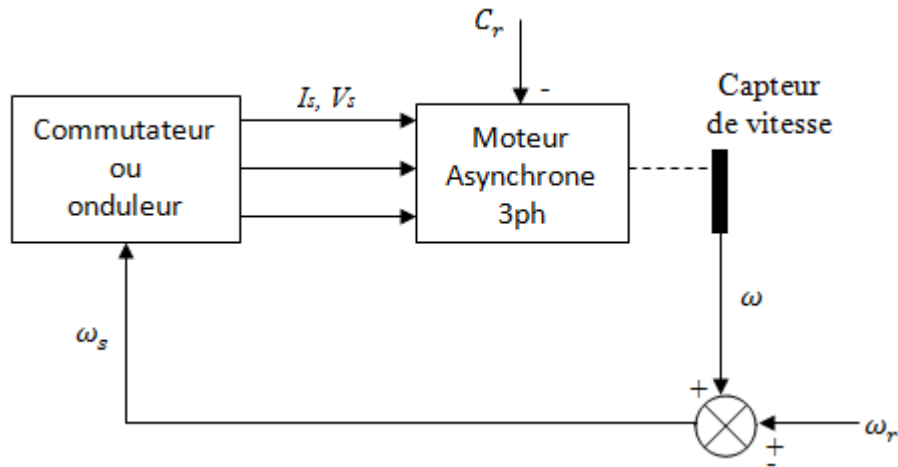 C_r
-
Commutateur
ou
onduleur
I_s, V_s
Moteur
Asynchrone
3ph
Capteur
de vitesse
ω
ω_s
+
ω_r
+
-